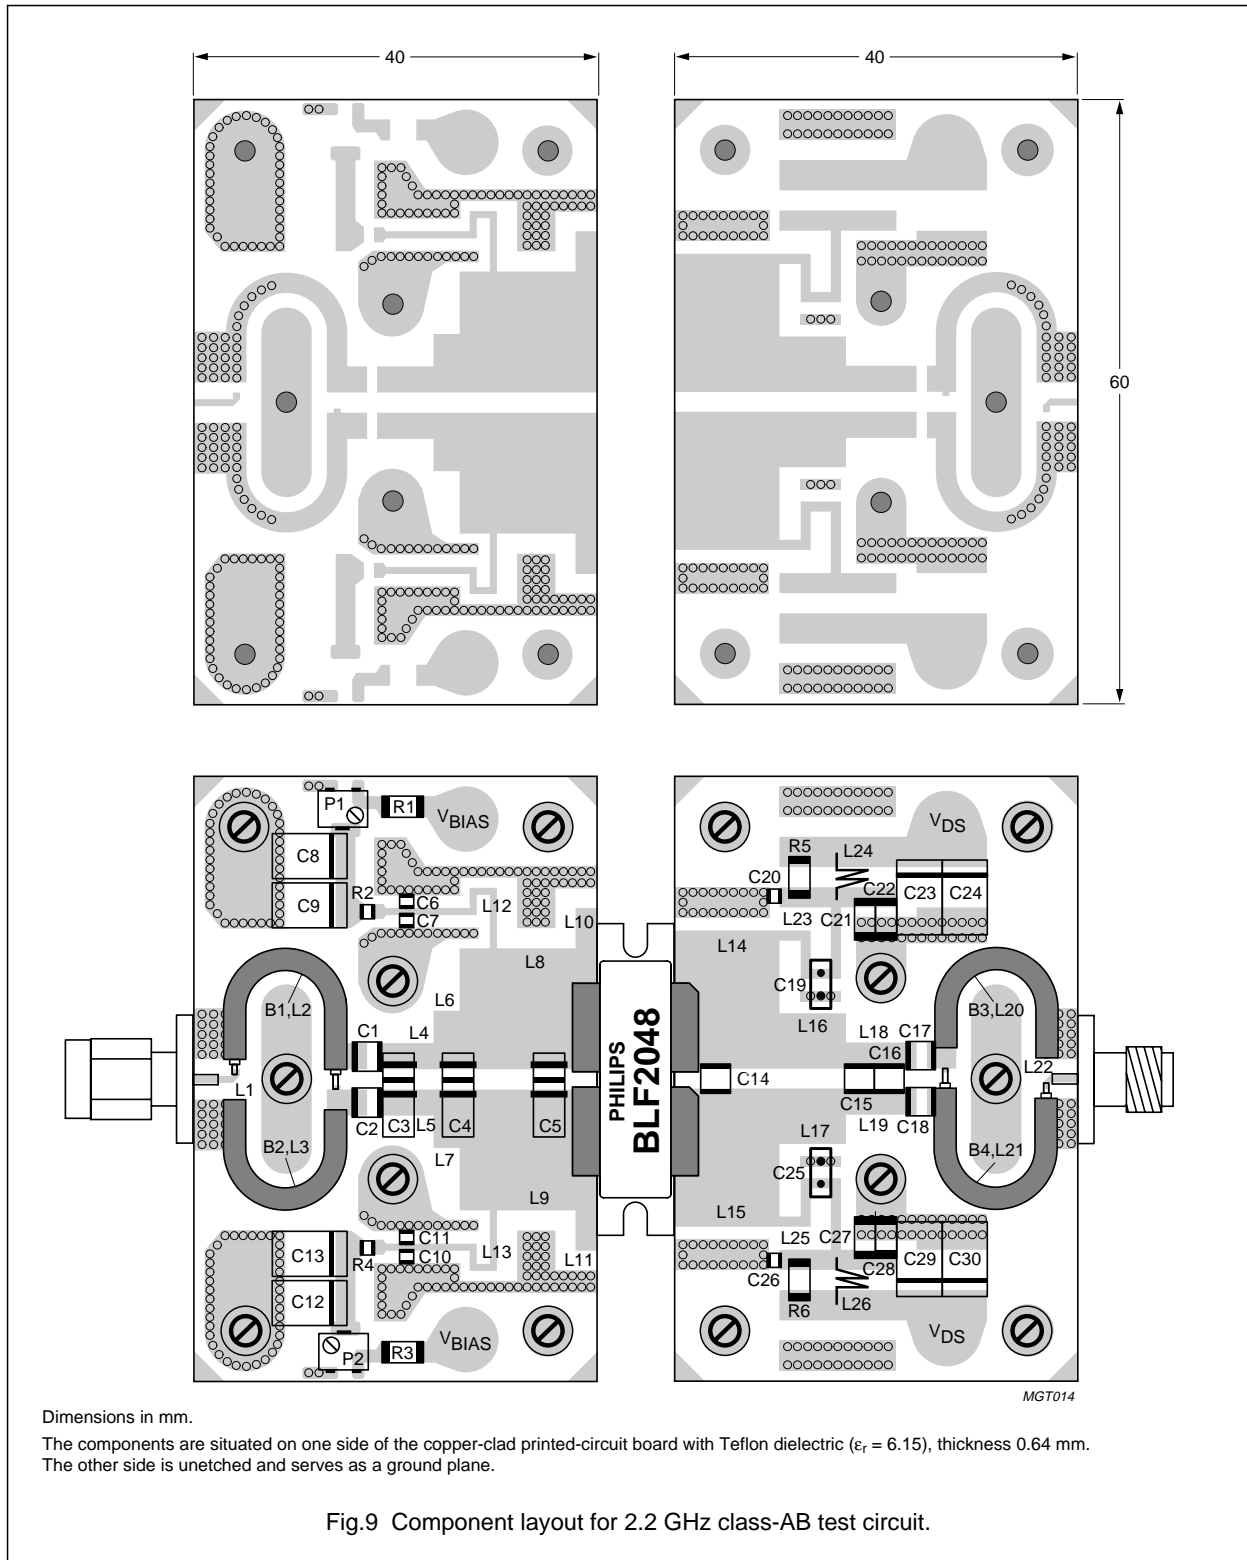 40
40
60
P1
R1
VBIAS
C8
C9
R2
C6
C7
L12
L10
L8
B1,L2
L6
C1
L4
L1
C2
C3
L5
C4
C5
B2,L3
L7
L9
C11
C13
R4
C10
L13
L11
C12
VBIAS
P2
R3
PHILIPS
BLF2048
VDS
R5
L24
C20
C22
C23
C24
L23
C21
L14
C19
B3,L20
L16
L18
C17
C16
C14
L22
C15
L19
C18
L17
C25
B4,L21
L15
L25
C27
C26
C28
C29
C30
R6
L26
VDS
MGT014
Dimensions in mm.
The components are situated on one side of the copper-clad printed-circuit board with Teflon dielectric (εr = 6.15), thickness 0.64 mm.
The other side is unetched and serves as a ground plane.
Fig.9 Component layout for 2.2 GHz class-AB test circuit.